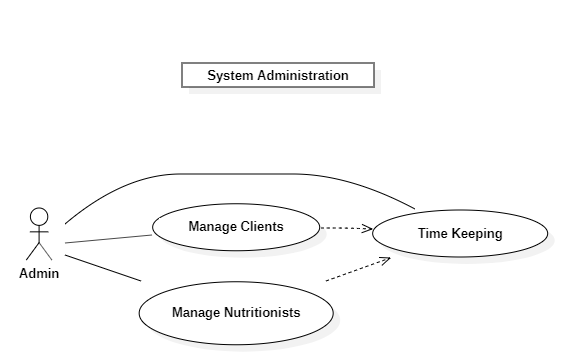 System Administration
Manage Clients
Time Keeping
Admin
Manage Nutritionists